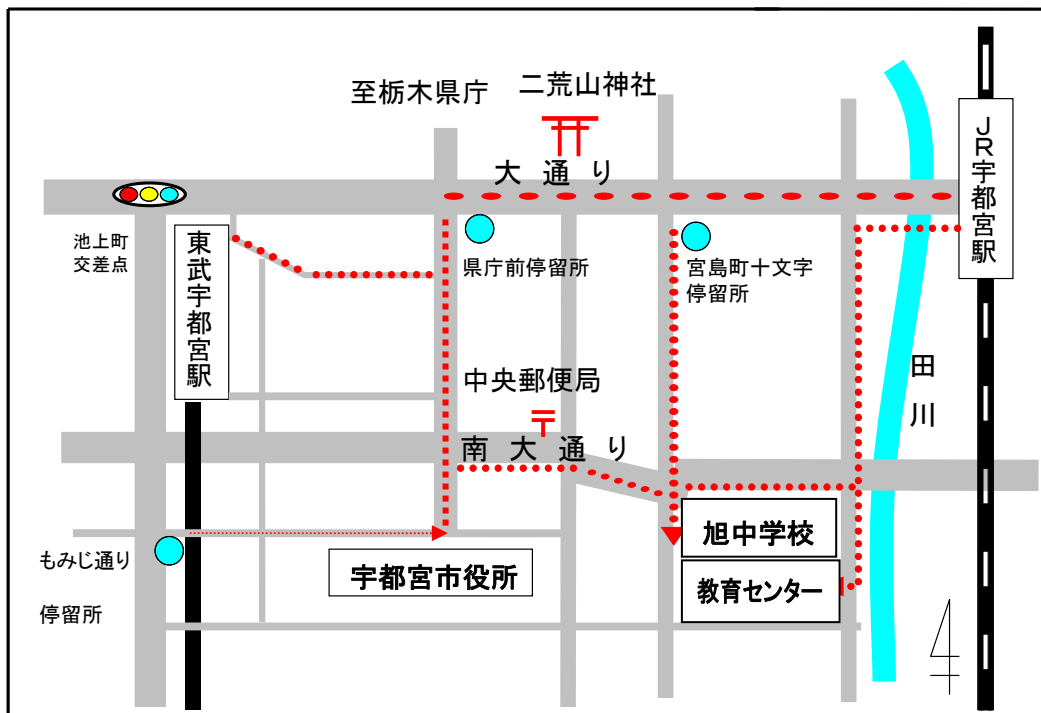 至栃木県庁
二荒山神社
大通り
JR宇都宮駅
池上町
交差点
東武宇都宮駅
県庁前停留所
宮島町十文字
停留所
中央郵便局
〒
田川
南大通り
旭中学校
もみじ通り
停留所
宇都宮市役所
教育センター